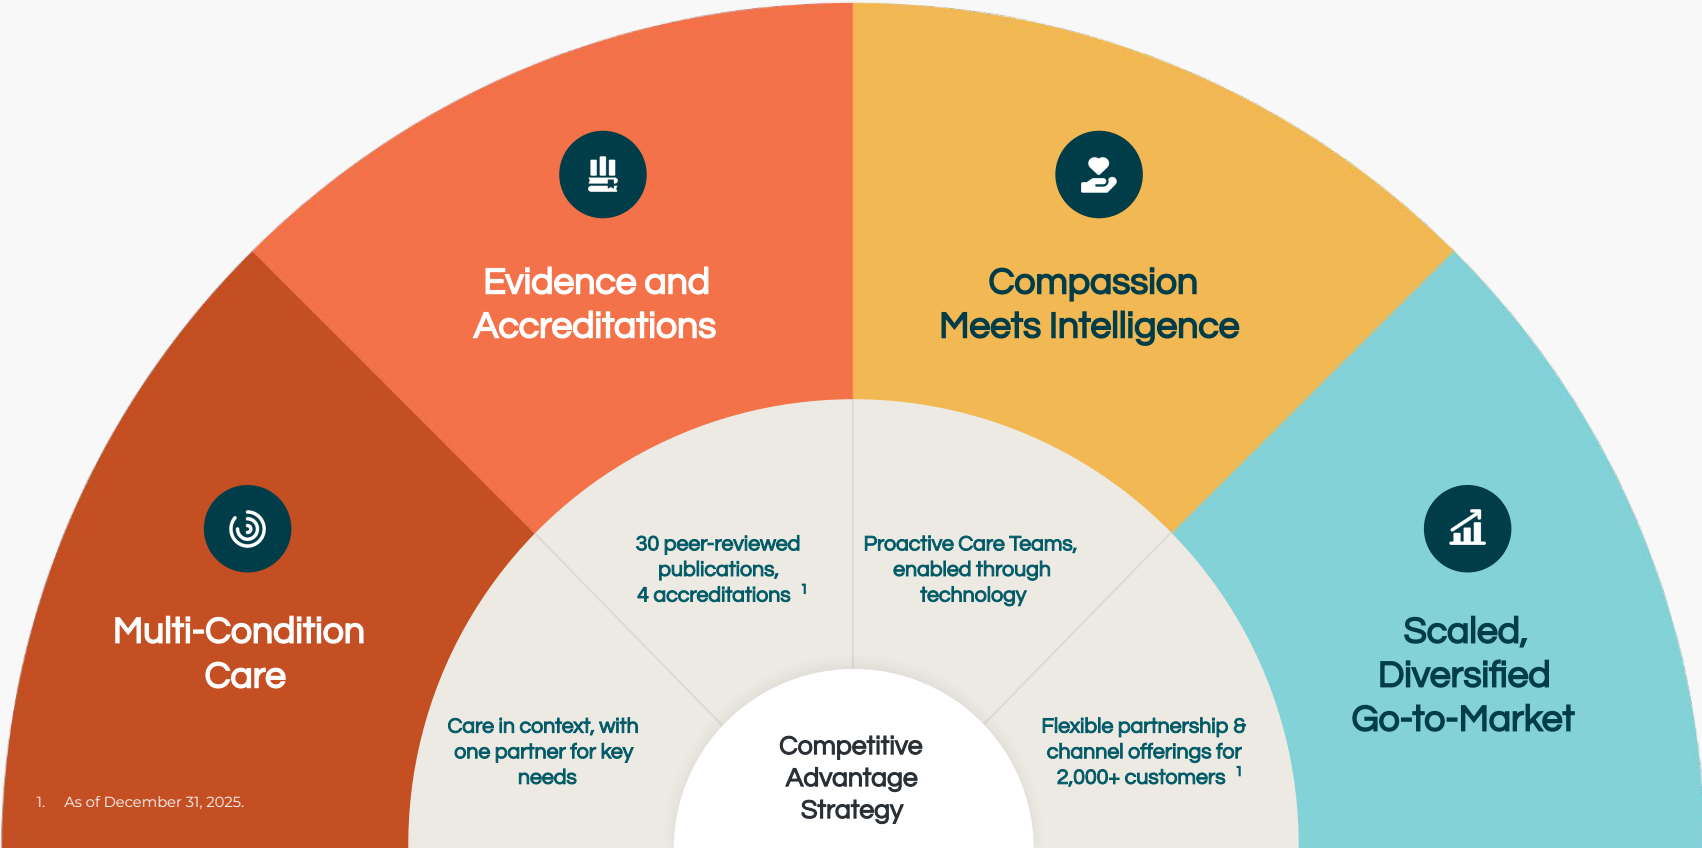 Evidence and
Accreditations
Compassion
Meets Intelligence
Multi-Condition
Care
Scaled,
Diversified
Go-to-Market
30 peer-reviewed
publications,
4 accreditations 1
Proactive Care Teams,
enabled through
technology
Care in context, with
one partner for key
needs
Flexible partnership &
channel offerings for
2,000+ customers 1
Competitive
Advantage
Strategy
1. As of December 31, 2025.